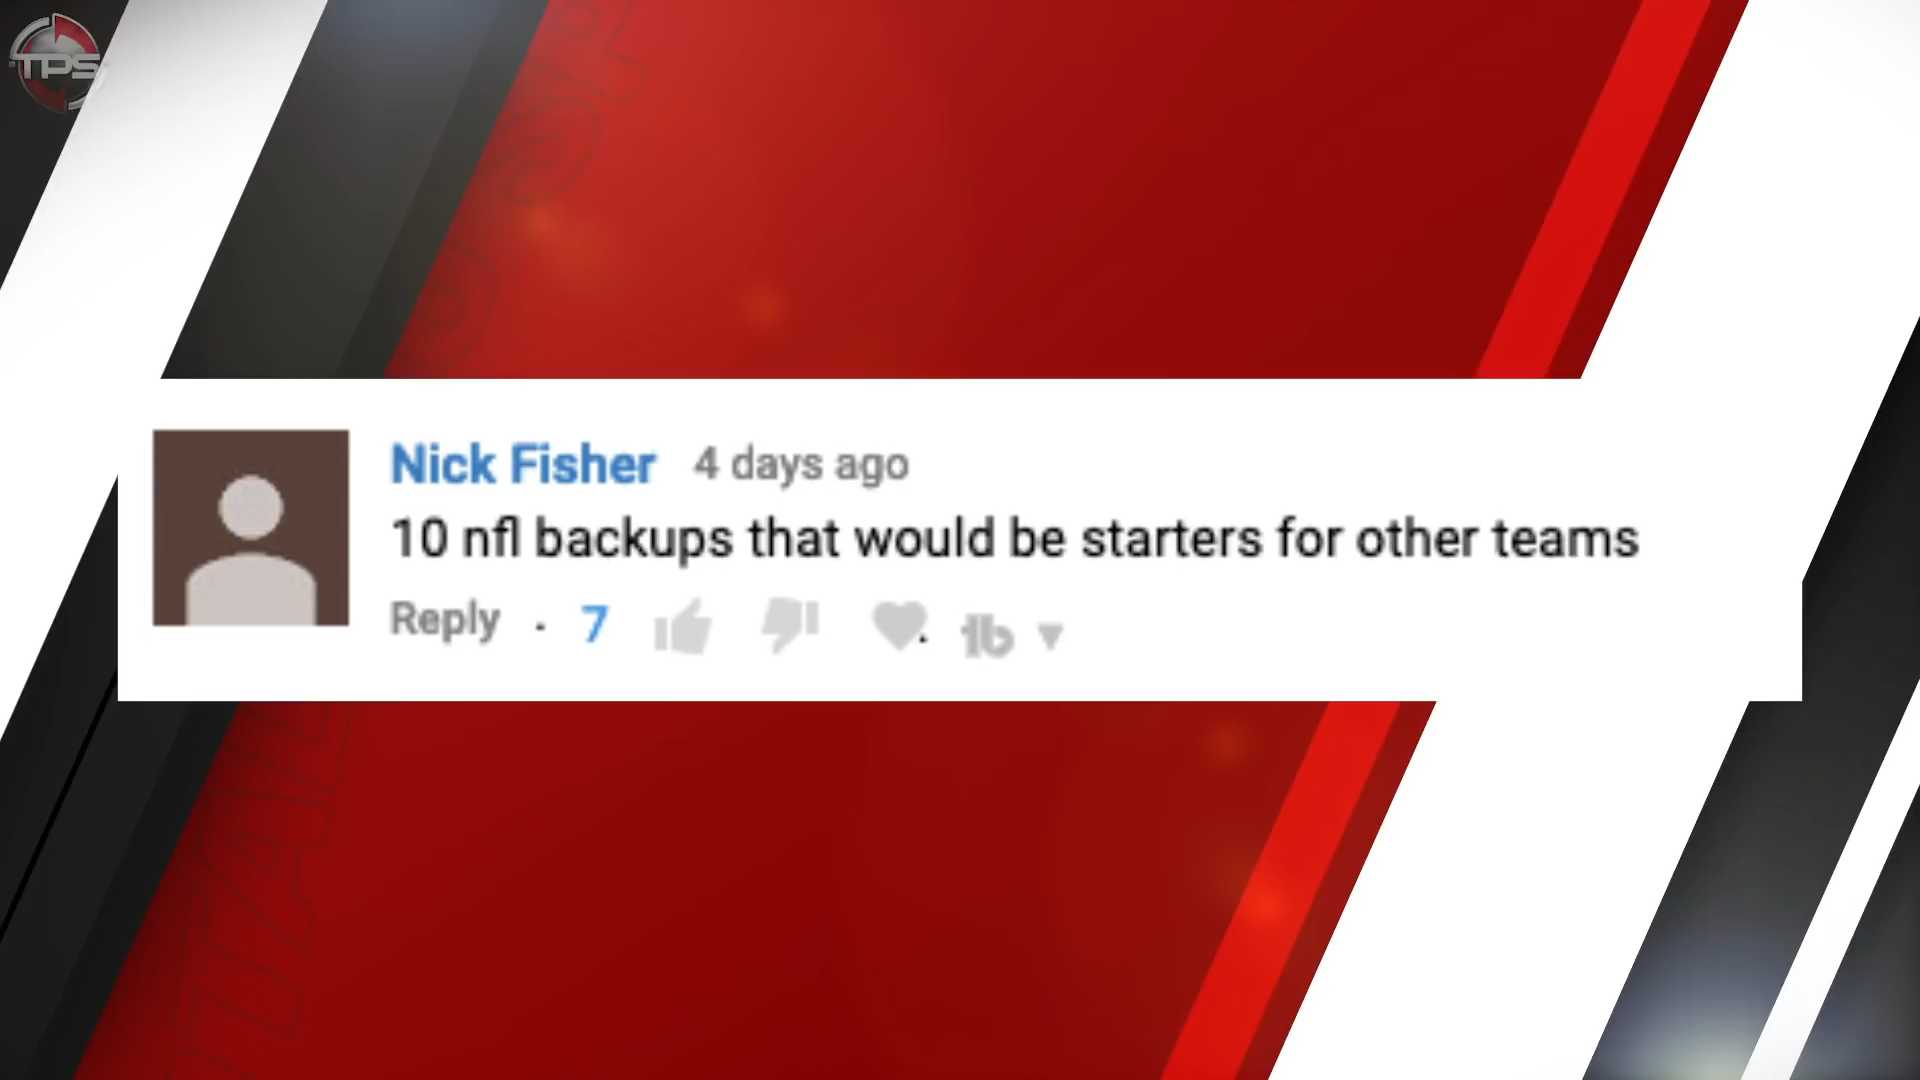 TPS
Nick Fisher 4 days ago
10 nfl backups that would be starters for other teams
Reply · 7